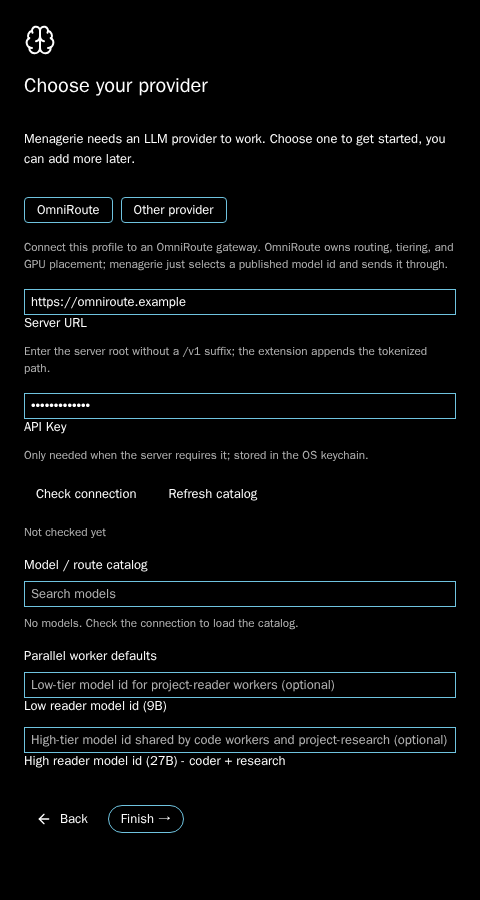 Choose your provider
Menagerie needs an LLM provider to work. Choose one to get started, you
can add more later.
OmniRoute
Other provider
Connect this profile to an OmniRoute gateway. OmniRoute owns routing, tiering, and
GPU placement; menagerie just selects a published model id and sends it through.
https://omniroute.example
Server URL
Enter the server root without a /v1 suffix; the extension appends the tokenized
path.
•••••••••••••
API Key
Only needed when the server requires it; stored in the OS keychain.
Check connection
Refresh catalog
Not checked yet
Model / route catalog
Search models
No models. Check the connection to load the catalog.
Parallel worker defaults
Low-tier model id for project-reader workers (optional)
Low reader model id (9B)
High-tier model id shared by code workers and project-research (optional)
High reader model id (27B) - coder + research
← Back
Finish →